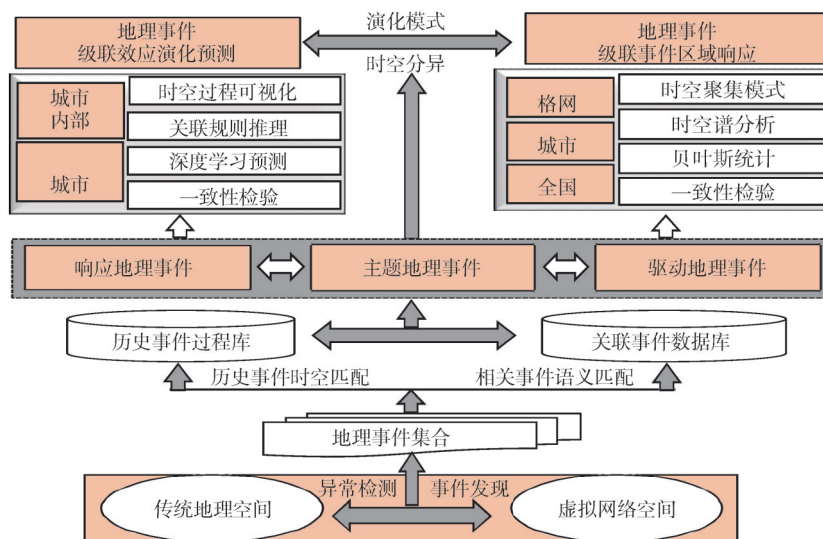 地理事件
级联效应演化预测
演化模式
时空分异
地理事件
级联事件区域响应
城市
内部
城市
时空过程可视化
关联规则推理
深度学习预测
一致性检验
格网
城市
全国
时空聚集模式
时空谱分析
贝叶斯统计
一致性检验
响应地理事件
主题地理事件
驱动地理事件
历史事件过程库
关联事件数据库
历史事件时空匹配
相关事件语义匹配
地理事件集合
异常检测
事件发现
传统地理空间
虚拟网络空间